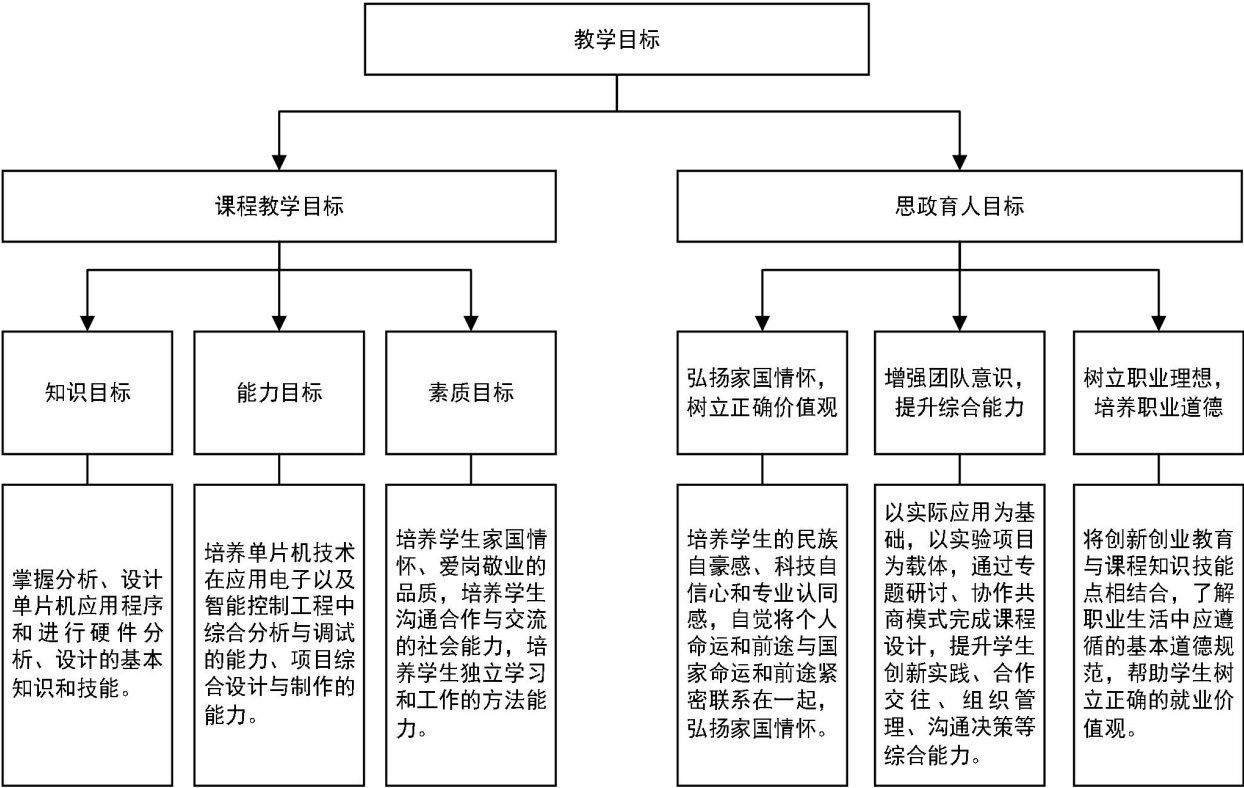 教学目标
课程教学目标
思政育人目标
知识目标
能力目标
素质目标
弘扬家国情怀，
树立正确价值观
增强团队意识，
提升综合能力
树立职业理想，
培养职业道德
掌握分析、设计
单片机应用程序
和进行硬件分
析、设计的基本
知识和技能。
培养单片机技术
在应用电子以及
智能控制工程中
综合分析与调试
的能力、项目综
合设计与制作的
能力。
培养学生家国情
怀、爱岗敬业的
品质，培养学生
沟通合作与交流
的社会能力，培
养学生独立学习
和工作的方法能
力。
培养学生的民族
自豪感、科技自
信心和专业认同
感，自觉将个人
命运和前途与国
家命运和前途紧
密联系在一起，
弘扬家国情怀。
以实际应用为基
础，以实验项目
为载体，通过专
题研讨、协作共
商模式完成课程
设计，提升学生
创新实践、合作
交往、组织管
理、沟通决策等
综合能力。
将创新创业教育
与课程知识技能
点相结合，了解
职业生活中应遵
循的基本道德规
范，帮助学生树
立正确的就业价
值观。